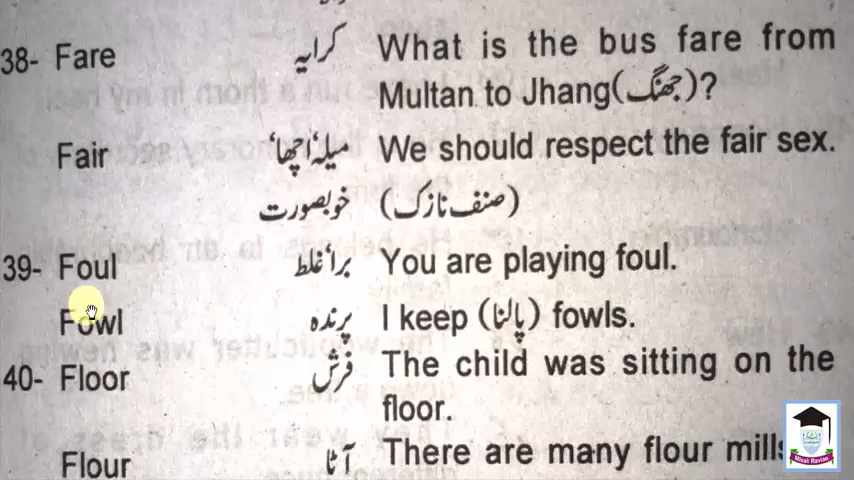 38- Fare کرایہ What is the bus fare from
Multan to Jhang(جھنگ)?
Fair میلہ‘ اچھا‘ We should respect the fair sex.
خوبصورت (صنف نازک)
39- Foul برا‘ غلط You are playing foul.
Fowl پرندہ I keep (پالنا) fowls.
40- Floor فرش The child was sitting on the
floor.
Flour آٹا There are many flour mills
Misali Ravian